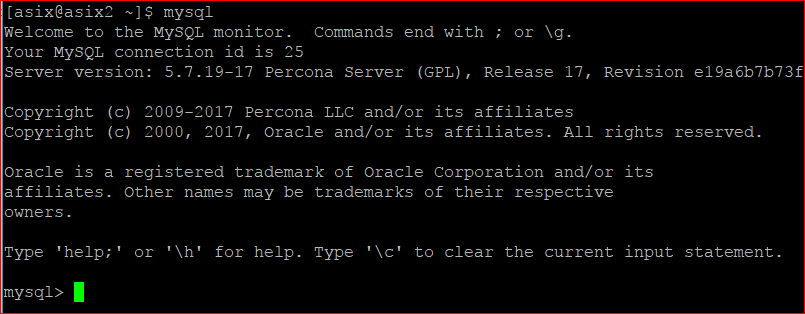 [asix@asix2 ~]$ mysql
Welcome to the MySQL monitor.  Commands end with ; or \g.
Your MySQL connection id is 25
Server version: 5.7.19-17 Percona Server (GPL), Release 17, Revision e19a6b7b73f
Copyright (c) 2009-2017 Percona LLC and/or its affiliates
Copyright (c) 2000, 2017, Oracle and/or its affiliates. All rights reserved.
Oracle is a registered trademark of Oracle Corporation and/or its
affiliates. Other names may be trademarks of their respective
owners.
Type 'help;' or '\h' for help. Type '\c' to clear the current input statement.
mysql>